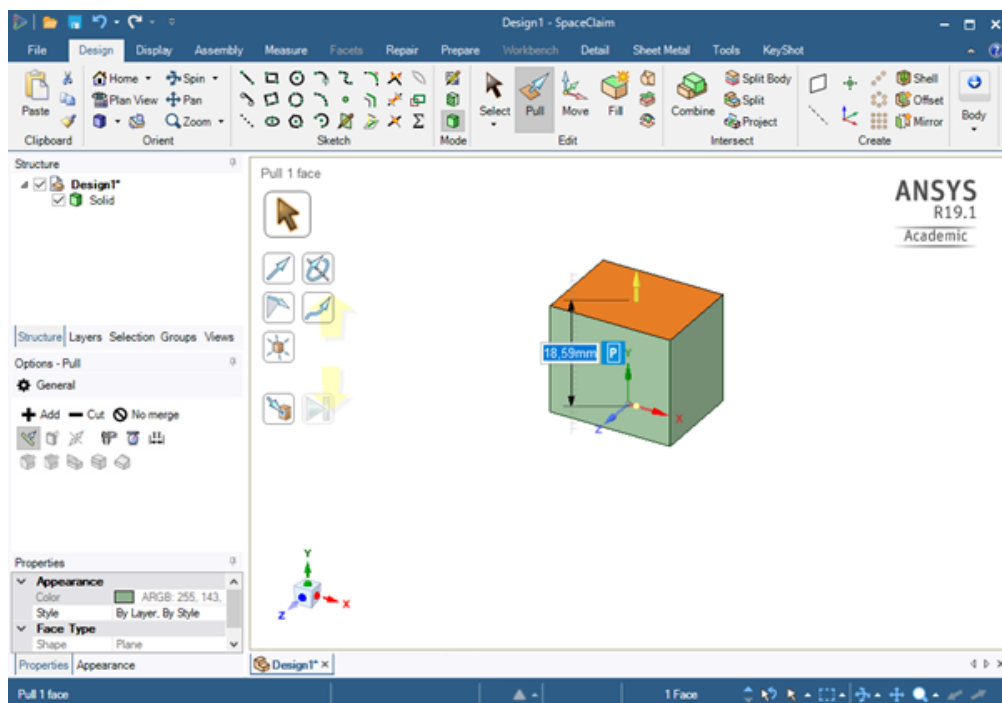 Design1 - SpaceClaim
File Design Display Assembly Measure Facets Repair Prepare Workbench Detail Sheet Metal Tools KeyShot
Paste
Clipboard
Home Spin
Plan View Pan
Zoom
Orient
Sketch
Mode
Select Pull Move Fill
Edit
Combine
Split Body
Split
Project
Intersect
Shell
Offset
Mirror
Create
Body
Structure
Design1*
Solid
Structure Layers Selection Groups Views
Options - Pull
General
Add Cut No merge
Properties
Appearance
Color ARGB: 255, 143,
Style By Layer, By Style
Face Type
Shape Plane
Properties Appearance
Pull 1 face
ANSYS
R19.1
Academic
18,59mm P
Y
X
Z
Y
X
Z
Design1*
Pull 1 face 1 Face